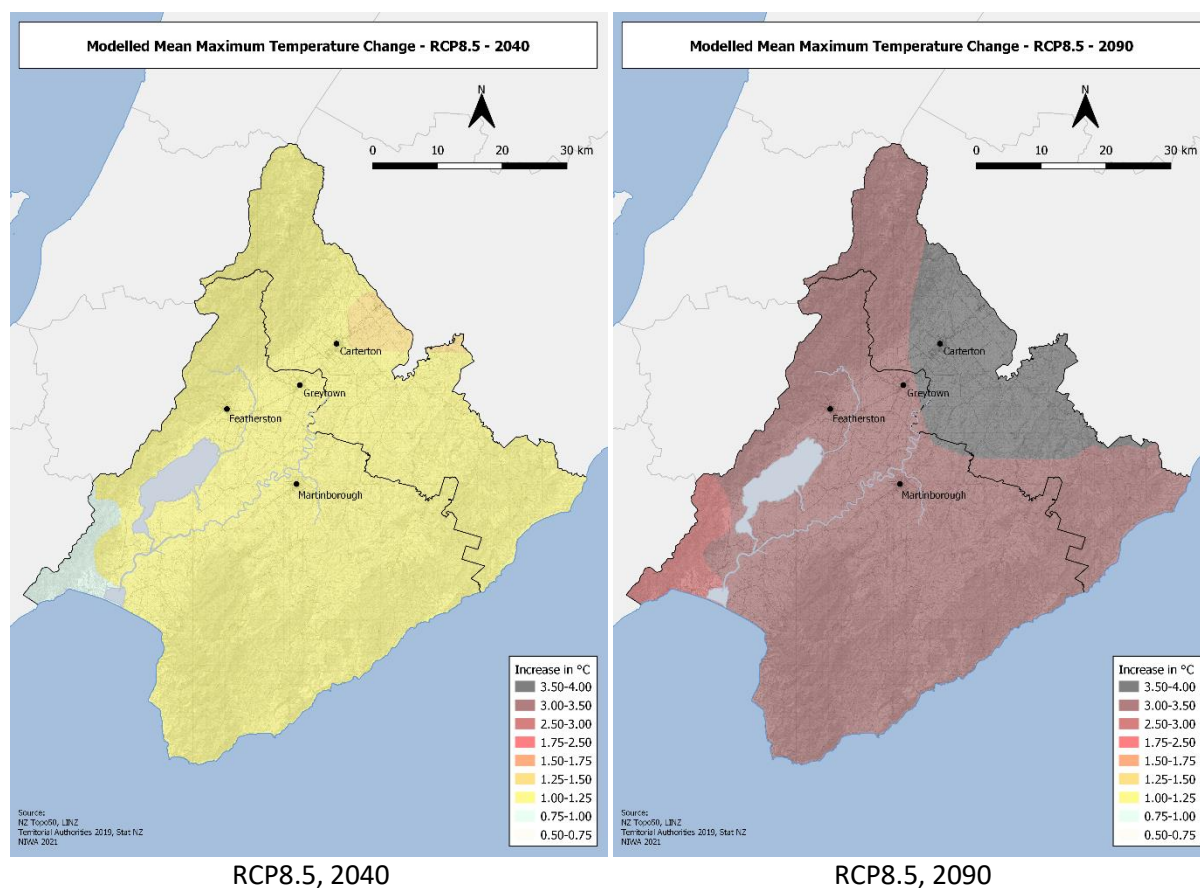 Modelled Mean Maximum Temperature Change - RCP8.5 - 2040
N
0 10 20 30 km
Carterton
Greytown
Featherston
Martinborough
Increase in °C
3.50-4.00
3.00-3.50
2.50-3.00
1.75-2.50
1.50-1.75
1.25-1.50
1.00-1.25
0.75-1.00
0.50-0.75
Source:
NZ Topo50, LINZ
Territorial Authorities 2019, Stat NZ
NIWA 2021
RCP8.5, 2040
Modelled Mean Maximum Temperature Change - RCP8.5 - 2090
N
0 10 20 30 km
Carterton
Greytown
Featherston
Martinborough
Increase in °C
3.50-4.00
3.00-3.50
2.50-3.00
1.75-2.50
1.50-1.75
1.25-1.50
1.00-1.25
0.75-1.00
0.50-0.75
Source:
NZ Topo50, LINZ
Territorial Authorities 2019, Stat NZ
NIWA 2021
RCP8.5, 2090